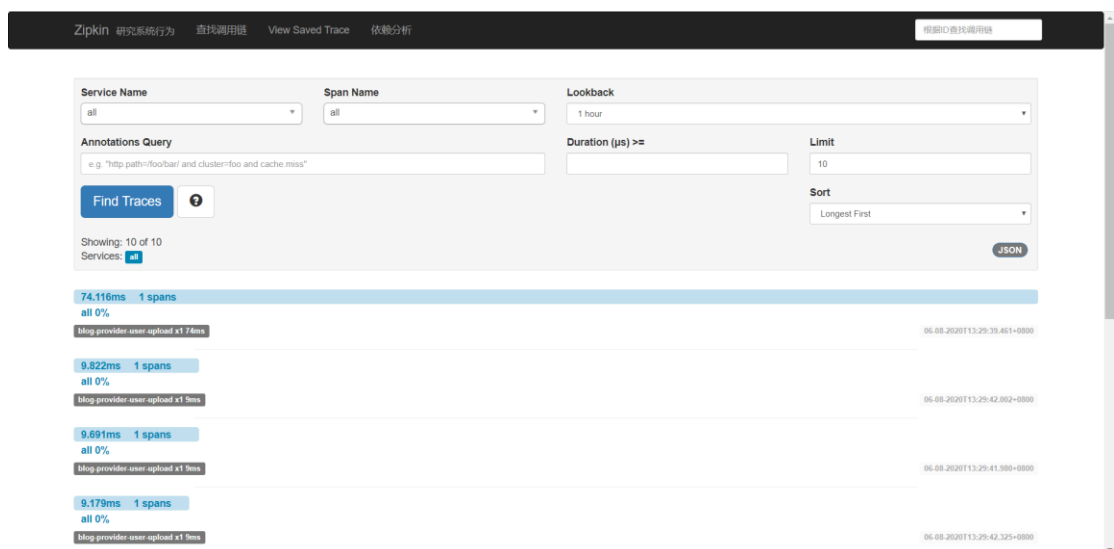 Zipkin 研究系统行为 查找调用链 View Saved Trace 依赖分析 根据ID查找调用链
Service Name Span Name Lookback
all all 1 hour
Annotations Query Duration (μs) >= Limit
e.g. "http.path=/foo/bar/ and cluster=foo and cache.miss" 10
Find Traces Sort
Longest First
Showing: 10 of 10
Services: all JSON
74.116ms 1 spans
all 0%
blog-provider-user-upload x1 74ms 06-08-2020T13:29:39.461+0800
9.822ms 1 spans
all 0%
blog-provider-user-upload x1 9ms 06-08-2020T13:29:42.002+0800
9.691ms 1 spans
all 0%
blog-provider-user-upload x1 9ms 06-08-2020T13:29:41.980+0800
9.179ms 1 spans
all 0%
blog-provider-user-upload x1 9ms 06-08-2020T13:29:42.325+0800